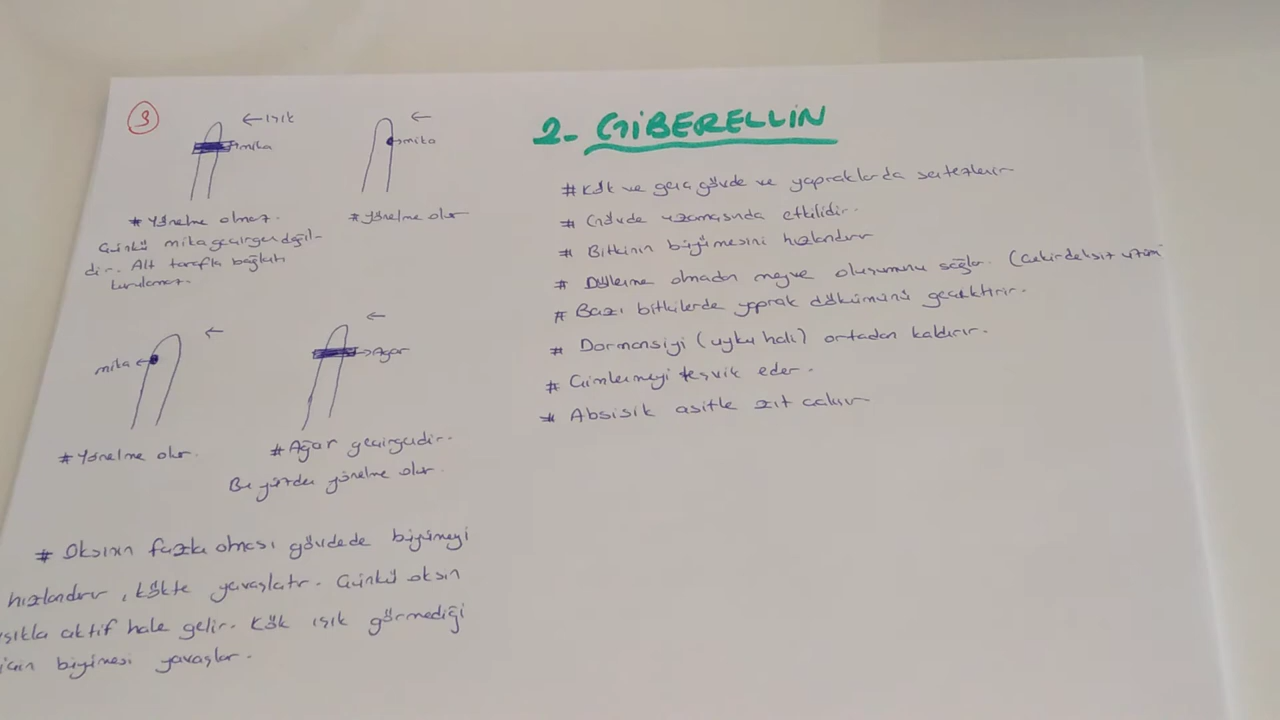 3
← Işık
mika
* Yönelme olmaz.
Çünkü mika geçirgen değil-
dir. Alt tarafla bağlantı
kurulamaz.
←
mika
* Yönelme olur
←
mika
* Yönelme olur.
←
Ağar
* Ağar geçirgendir.
Bu yüzden yönelme olur.
* Oksinin fazla olması gövdede büyümeyi
hızlandırır, kökte yavaşlatır. Çünkü oksin
ışıkla aktif hale gelir. Kök ışık görmediği
için büyümesi yavaşlar.
2- GİBERELLİN
* Kök ve genç gövde ve yapraklarda sentezlenir
* Gövde uzamasında etkilidir.
* Bitkinin büyümesini hızlandırır
* Dölleme olmadan meyve oluşumunu sağlar. (Çekirdeksiz üzüm
* Bazı bitkilerde yaprak dökümünü geciktirir.
* Dormansiyi (uyku hali) ortadan kaldırır.
* Çimlenmeyi teşvik eder.
* Absisik asitle zıt çalışır